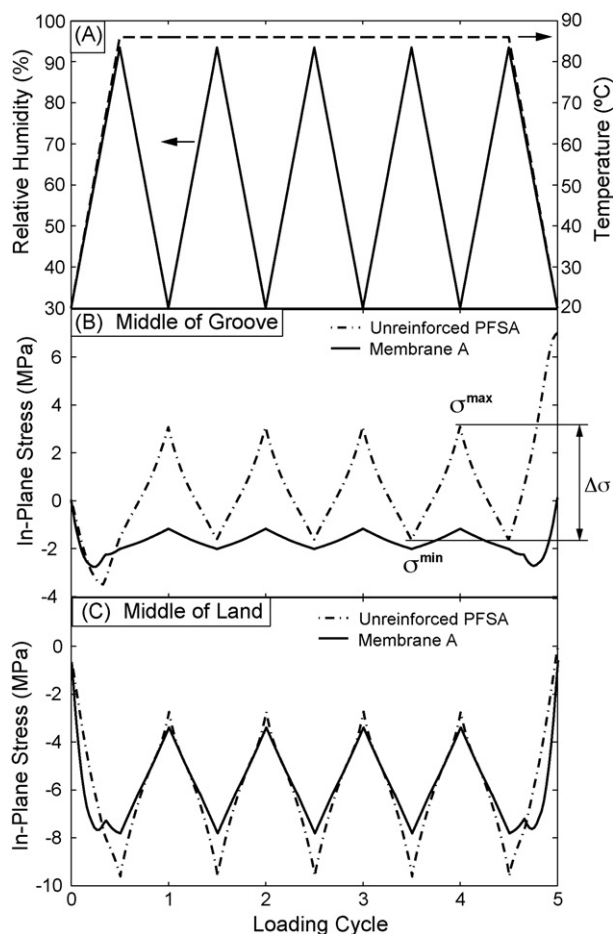 (A)
Relative Humidity (%)
100
90
80
70
60
50
40
30
Temperature (ºC)
90
80
70
60
50
40
30
20
(B) Middle of Groove
Unreinforced PFSA
Membrane A
In-Plane Stress (MPa)
6
4
2
0
-2
-4
σmax
Δσ
σmin
(C) Middle of Land
Unreinforced PFSA
Membrane A
In-Plane Stress (MPa)
0
-2
-4
-6
-8
-10
0 1 2 3 4 5
Loading Cycle